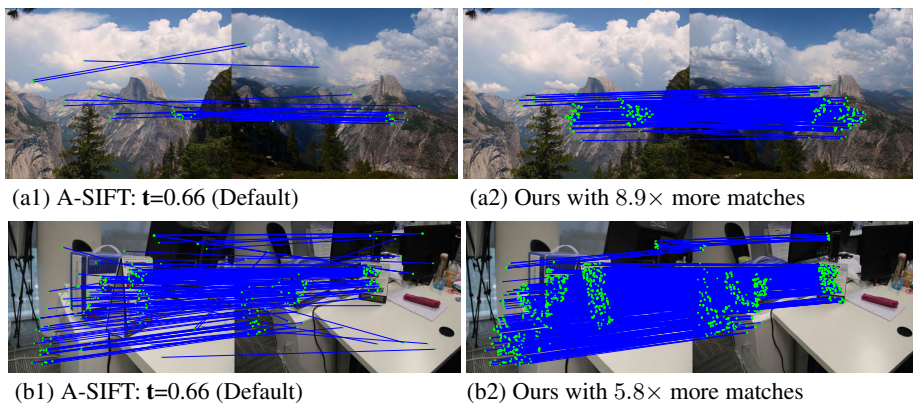 (a1) A-SIFT: t=0.66 (Default)
(a2) Ours with 8.9× more matches
(b1) A-SIFT: t=0.66 (Default)
(b2) Ours with 5.8× more matches